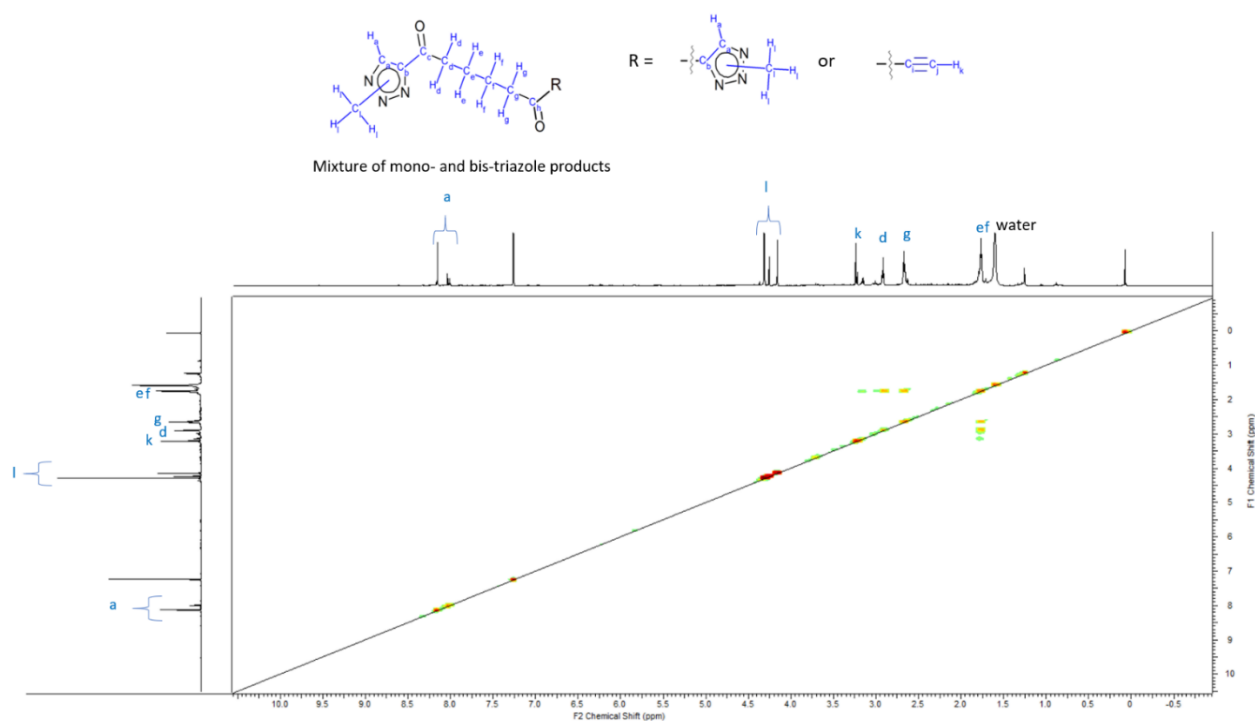 O
H a
C a
C b
C c
N
N
N
H d
H d
C d
H e
H e
C e
H f
H f
C f
H g
H g
C g
C h
O
R
C l
H l
H l
H l
R =
H a
C a
C b
N
N
N
C l
H l
H l
H l
or
C i
C j
H k
Mixture of mono- and bis-triazole products
a
l
k
d
g
ef
water
ef
g
d
k
l
a
0
1
2
3
4
5
6
7
8
9
10
F1 Chemical Shift (ppm)
10.0 9.5 9.0 8.5 8.0 7.5 7.0 6.5 6.0 5.5 5.0 4.5 4.0 3.5 3.0 2.5 2.0 1.5 1.0 0.5 0 -0.5
F2 Chemical Shift (ppm)